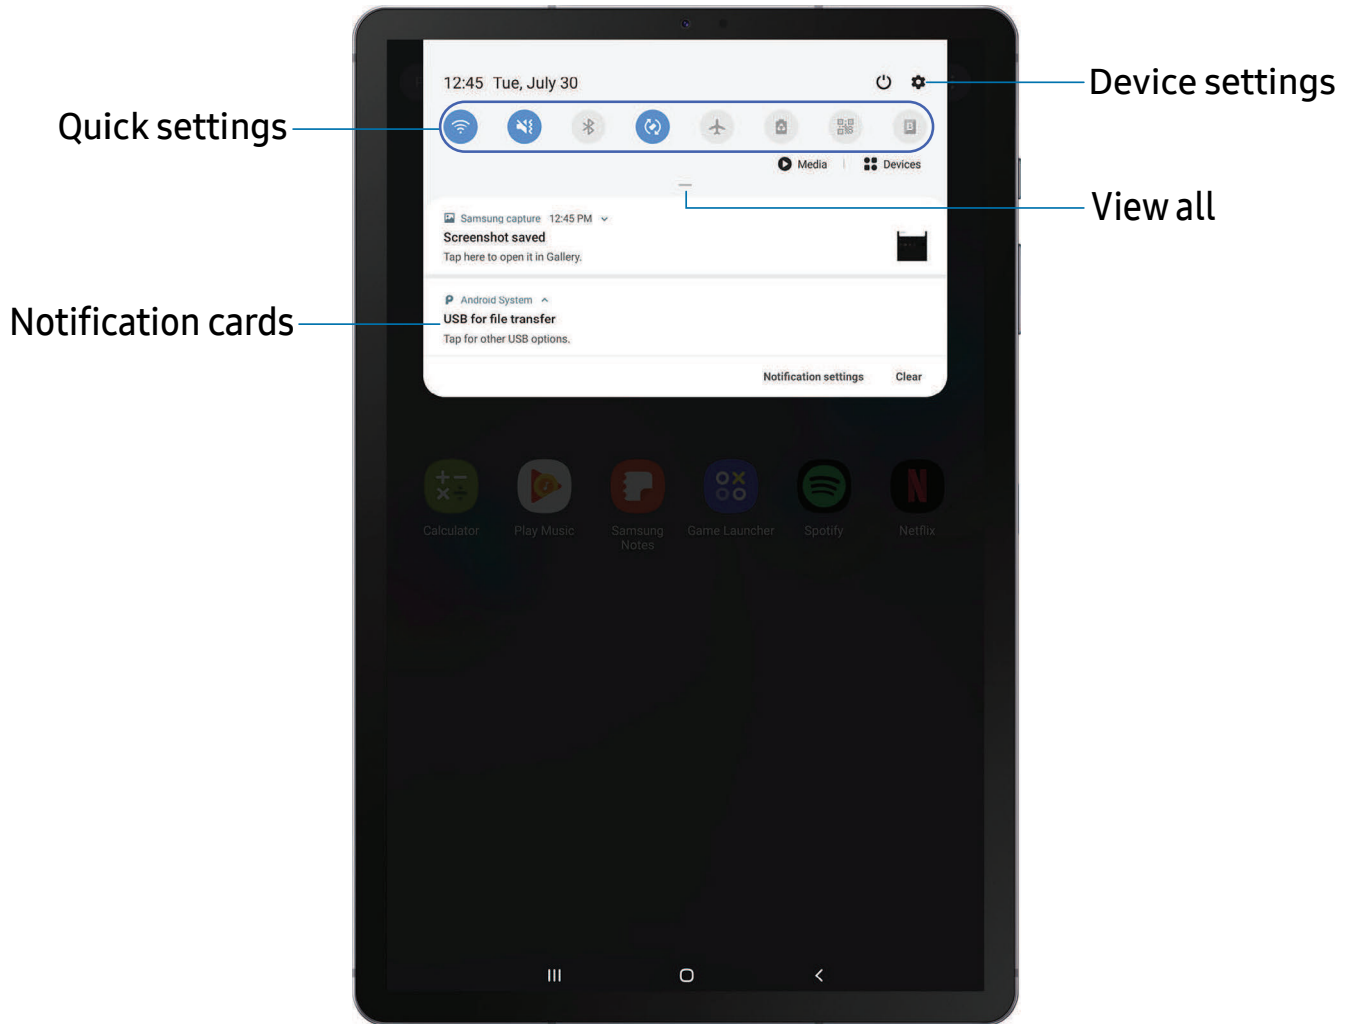 12:45 Tue, July 30
Device settings
Quick settings
Media
Devices
View all
Samsung capture 12:45 PM
Screenshot saved
Tap here to open it in Gallery.
Android System
Notification cards
USB for file transfer
Tap for other USB options.
Notification settings Clear
Calculator
Play Music
Samsung
Notes
Game Launcher
Spotify
Netflix